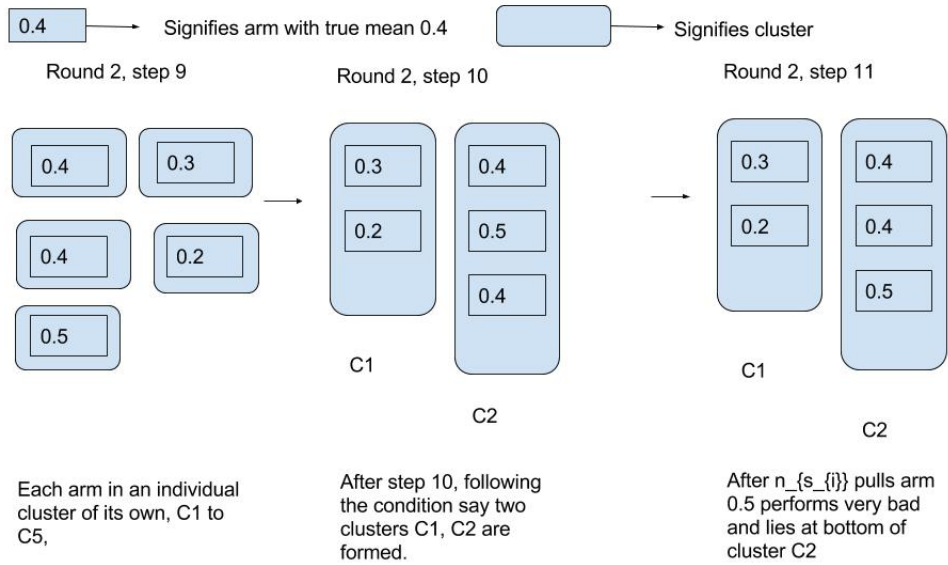 0.4
Signifies arm with true mean 0.4
Signifies cluster
Round 2, step 9
0.4
0.3
0.4
0.2
0.5
Each arm in an individual
cluster of its own, C1 to
C5,
Round 2, step 10
0.3
0.2
C1
0.4
0.5
0.4
C2
After step 10, following
the condition say two
clusters C1, C2 are
formed.
Round 2, step 11
0.3
0.2
C1
0.4
0.4
0.5
C2
After n_{s_{i}} pulls arm
0.5 performs very bad
and lies at bottom of
cluster C2